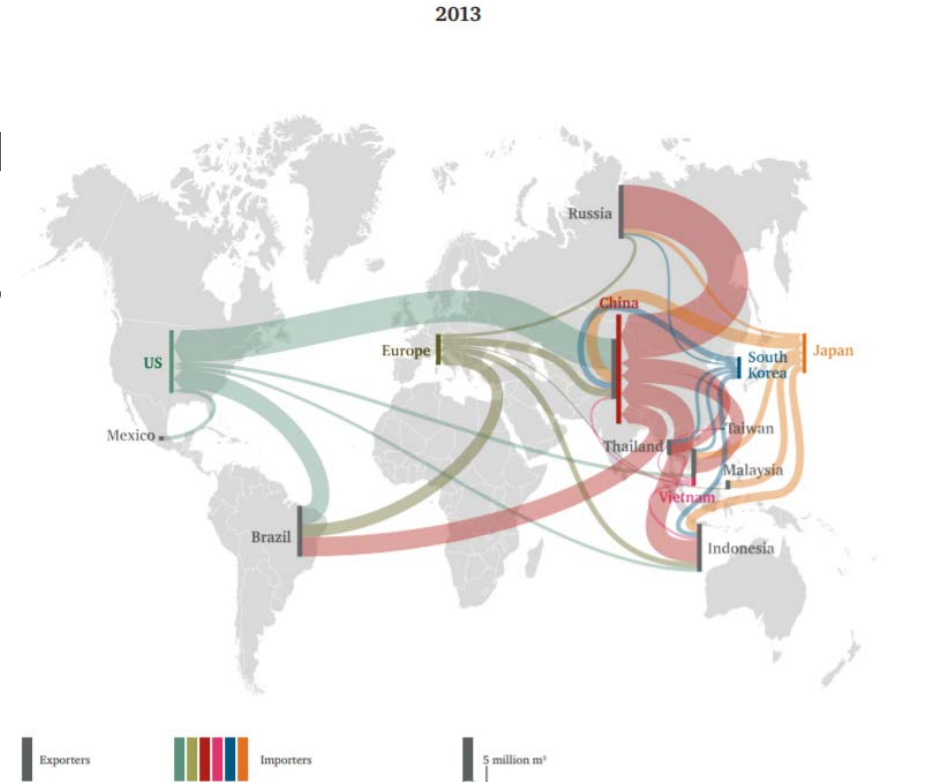 2013
Russia
China
US
Europe
South
Korea
Japan
Mexico
Taiwan
Thailand
Malaysia
Vietnam
Brazil
Indonesia
Exporters
Importers
5 million m³